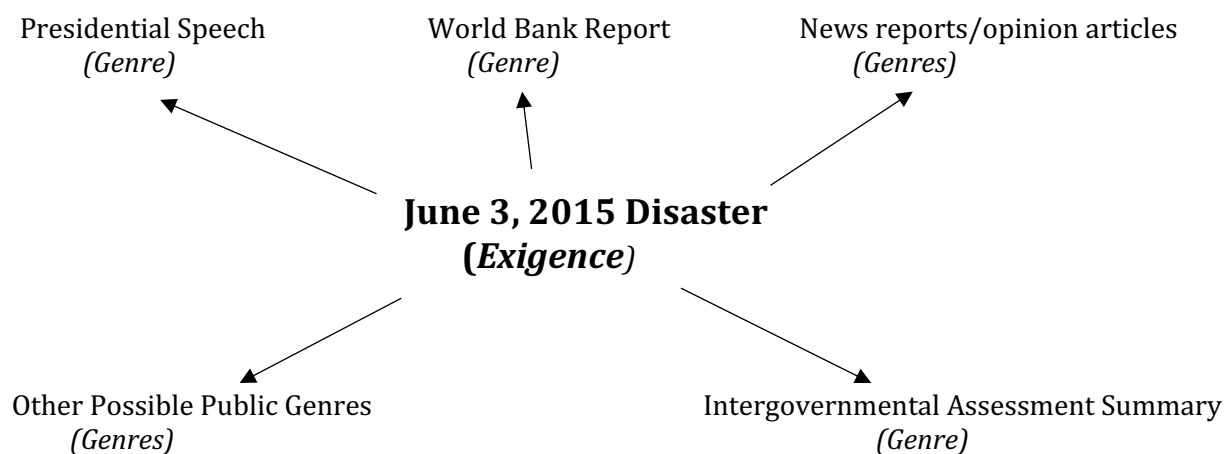 Presidential Speech
(Genre)
World Bank Report
(Genre)
News reports/opinion articles
(Genres)
June 3, 2015 Disaster
(Exigence)
Other Possible Public Genres
(Genres)
Intergovernmental Assessment Summary
(Genre)